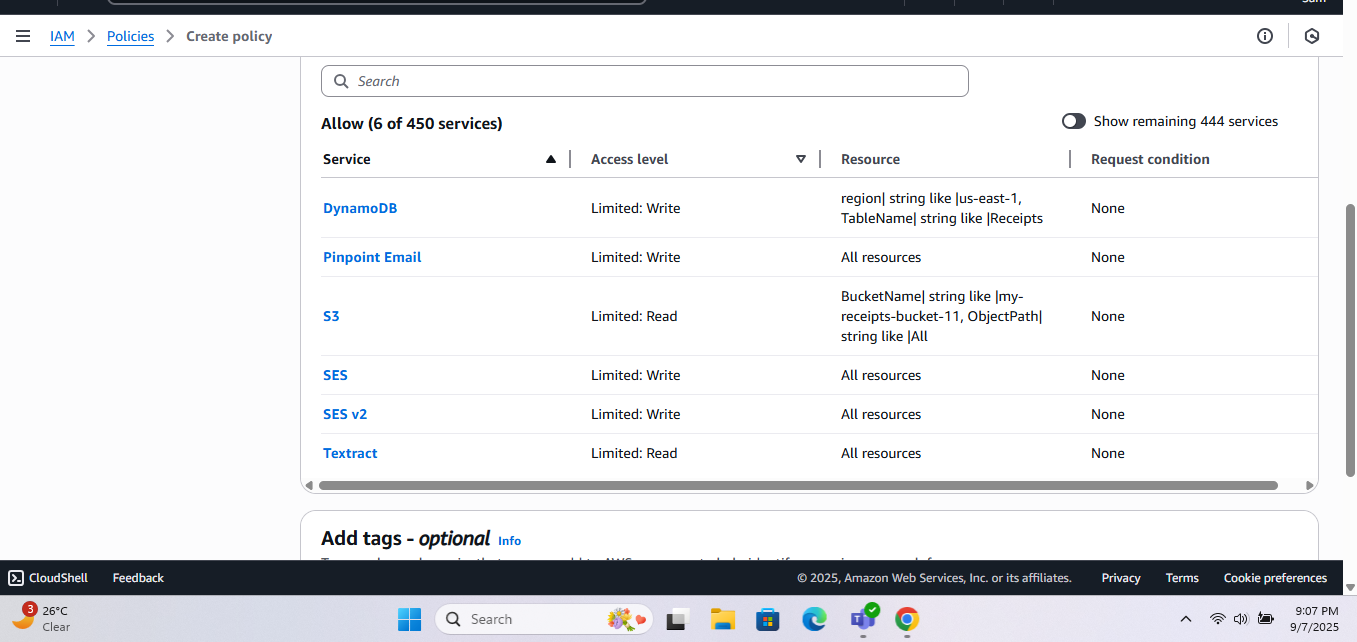 IAM > Policies > Create policy
Search
Allow (6 of 450 services)
Show remaining 444 services
Service Access level Resource Request condition
DynamoDB Limited: Write region| string like |us-east-1, TableName| string like |Receipts None
Pinpoint Email Limited: Write All resources None
S3 Limited: Read BucketName| string like |my-receipts-bucket-11, ObjectPath| string like |All None
SES Limited: Write All resources None
SES v2 Limited: Write All resources None
Textract Limited: Read All resources None
Add tags - optional Info
CloudShell Feedback © 2025, Amazon Web Services, Inc. or its affiliates. Privacy Terms Cookie preferences
3 26°C
Clear
Search
9:07 PM
9/7/2025